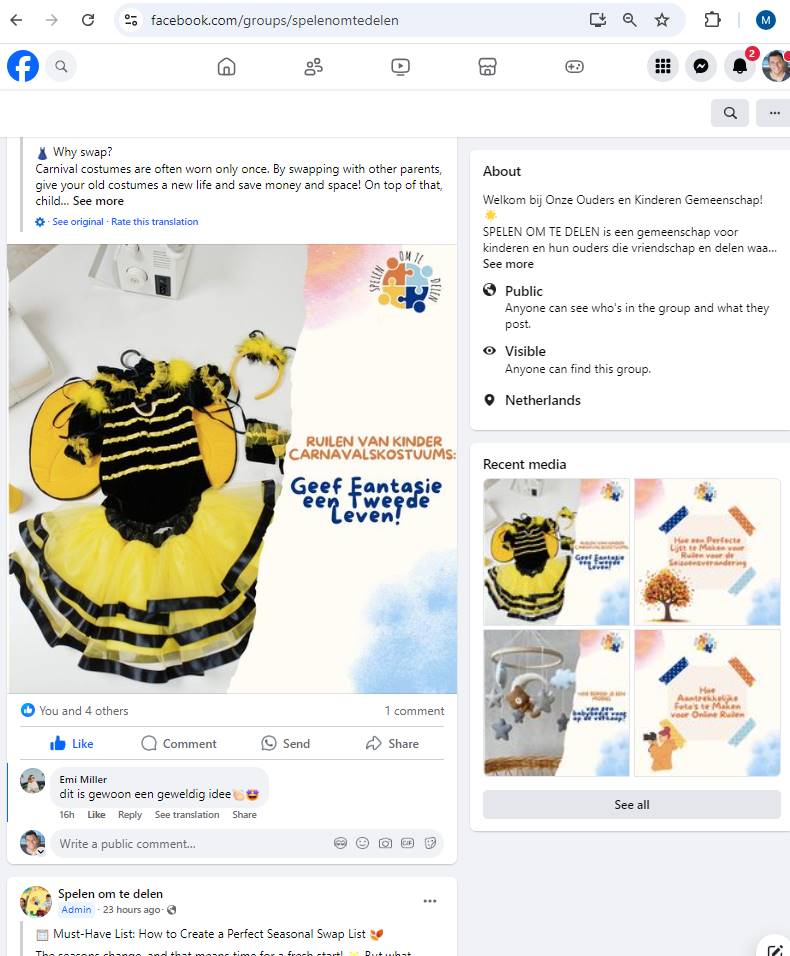 facebook.com/groups/spelenomtedelen
M
2
Why swap?
Carnival costumes are often worn only once. By swapping with other parents,
give your old costumes a new life and save money and space! On top of that,
child... See more
· See original · Rate this translation
SPELEN OM TE DELEN
RUILEN VAN KINDER
CARNAVALSKOSTUUMS:
Geef Fantasie
een Tweede
Leven!
You and 4 others
1 comment
Like
Comment
Send
Share
Emi Miller
dit is gewoon een geweldig idee
16h Like Reply See translation Share
Write a public comment...
GIF
Spelen om te delen
Admin · 23 hours ago ·
Must-Have List: How to Create a Perfect Seasonal Swap List
The seasons change, and that means time for a fresh start! But what
About
Welkom bij Onze Ouders en Kinderen Gemeenschap!
SPELEN OM TE DELEN is een gemeenschap voor
kinderen en hun ouders die vriendschap en delen waa...
See more
Public
Anyone can see who's in the group and what they
post.
Visible
Anyone can find this group.
Netherlands
Recent media
RUILEN VAN KINDER
CARNAVALSKOSTUUMS:
Geef Fantasie
een Tweede
Leven!
Hoe een Perfecte
Lijst te Maken voor
Ruilen voor de
Seizoensverandering
van een
op de
Hoe
Aantrekkelijke
Foto's te Maken
voor Online Ruilen
See all